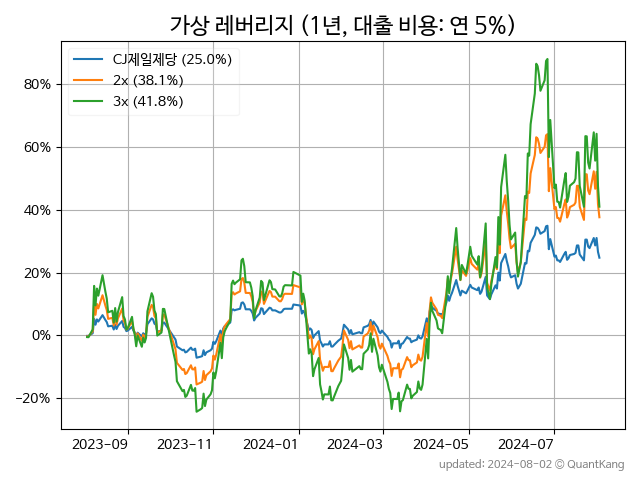 가상 레버리지 (1년, 대출 비용: 연 5%)
CJ제일제당 (25.0%)
2x (38.1%)
3x (41.8%)
80%
60%
40%
20%
0%
−20%
2023-09
2023-11
2024-01
2024-03
2024-05
2024-07
updated: 2024-08-02 © QuantKang